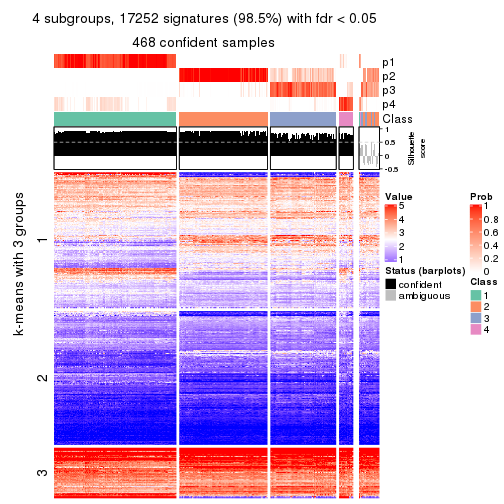 4 subgroups, 17252 signatures (98.5%) with fdr < 0.05
468 confident samples
p1
p2
p3
p4
Class
1
0.5
0
-0.5
Silhouette
score
k-means with 3 groups
1
2
3
Value
5
4
3
2
1
Status (barplots)
confident
ambiguous
Prob
1
0.8
0.6
0.4
0.2
0
Class
1
2
3
4